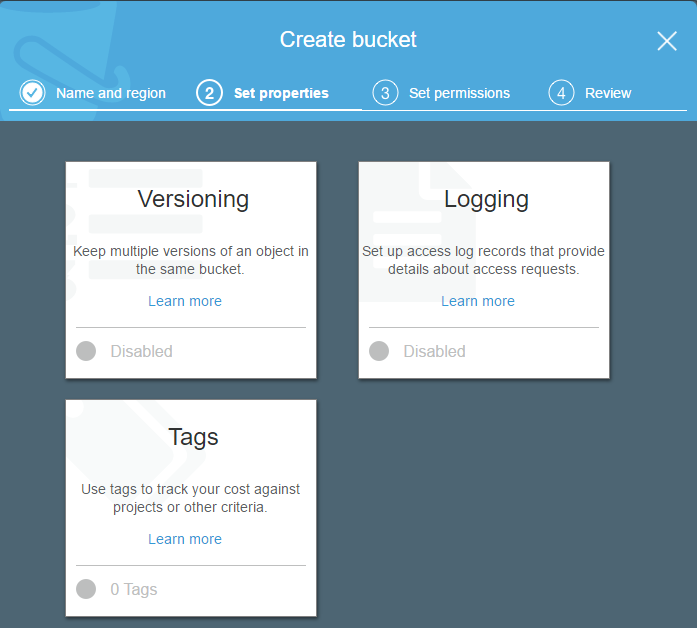 Create bucket
Name and region
2 Set properties
3 Set permissions
4 Review
Versioning
Keep multiple versions of an object in
the same bucket.
Learn more
Disabled
Logging
Set up access log records that provide
details about access requests.
Learn more
Disabled
Tags
Use tags to track your cost against
projects or other criteria.
Learn more
0 Tags